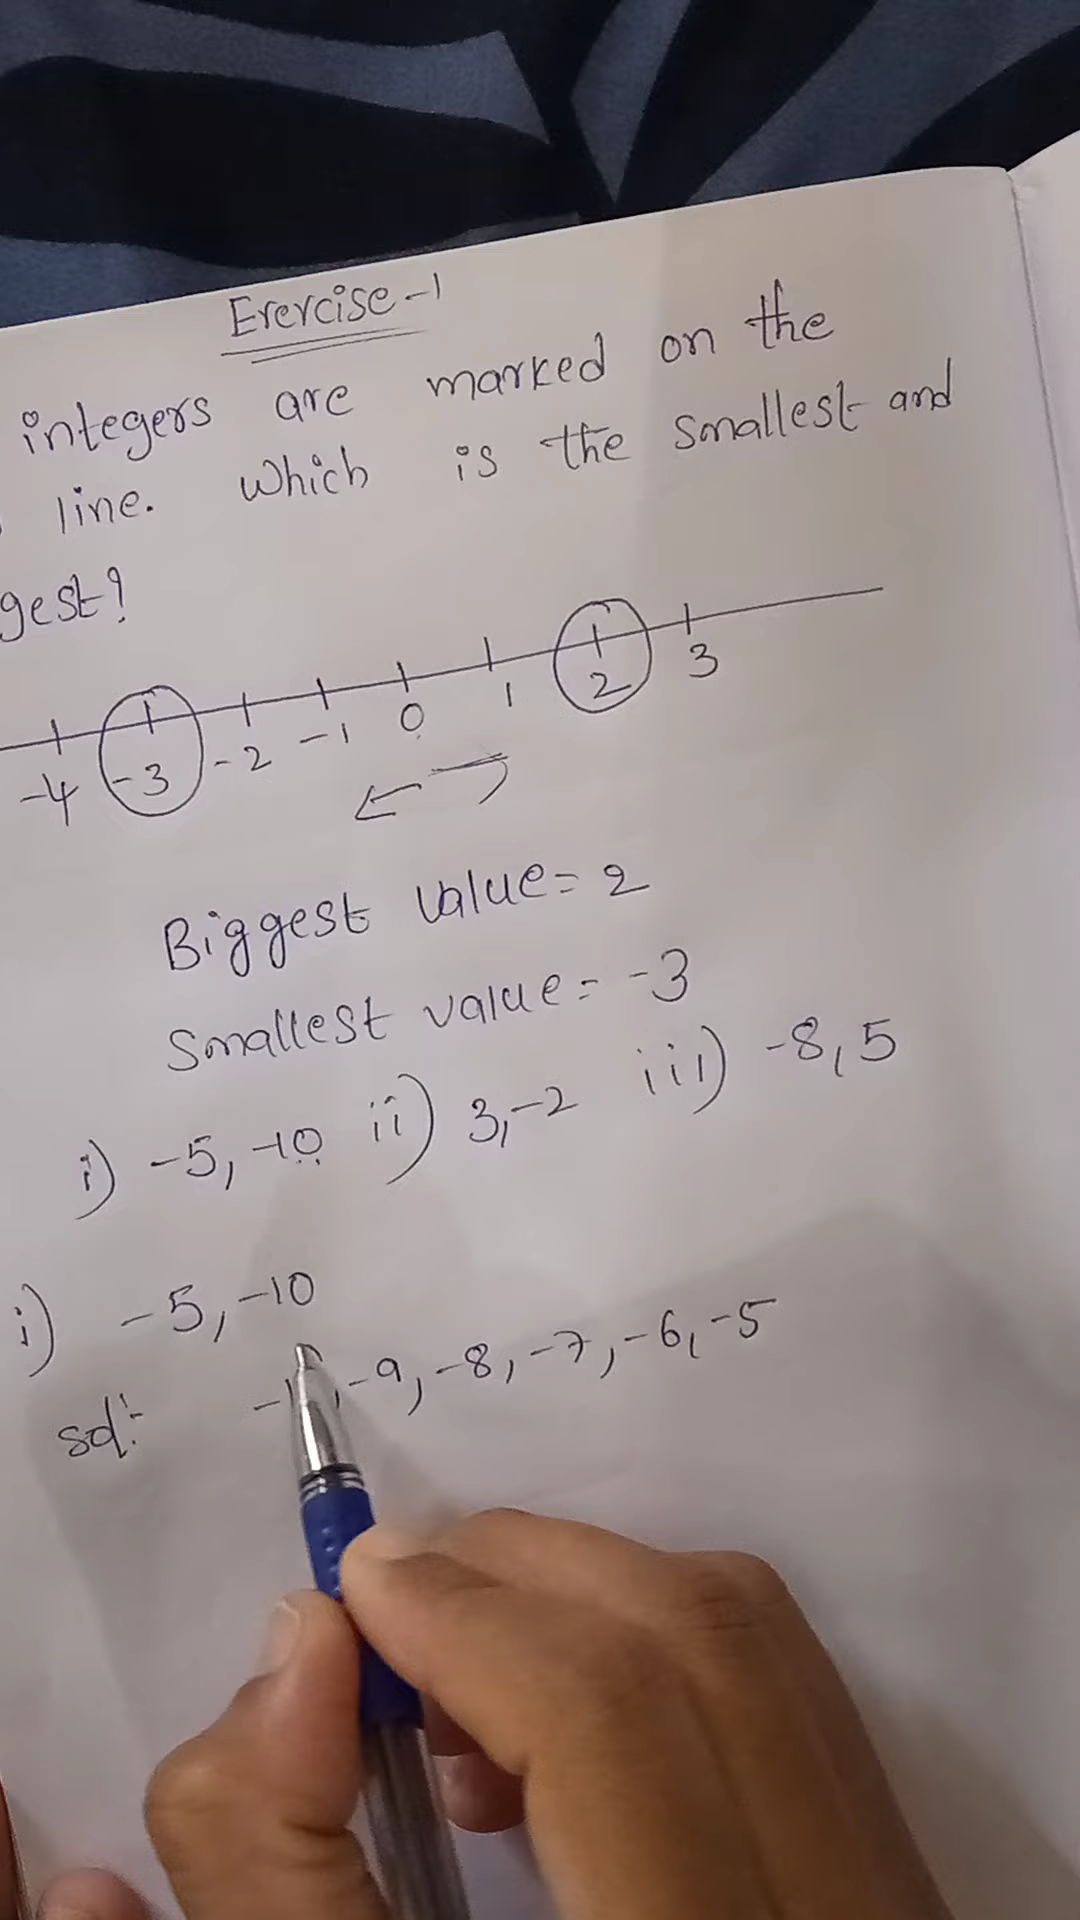 Exercise-1
integers are marked on the
line. Which is the smallest and
gest?
-4 -3 -2 -1 0 1 2 3
Biggest value = 2
Smallest value = -3
i) -5, -10 ii) 3, -2 iii) -8, 5
i) -5, -10
sol:- -9, -8, -7, -6, -5